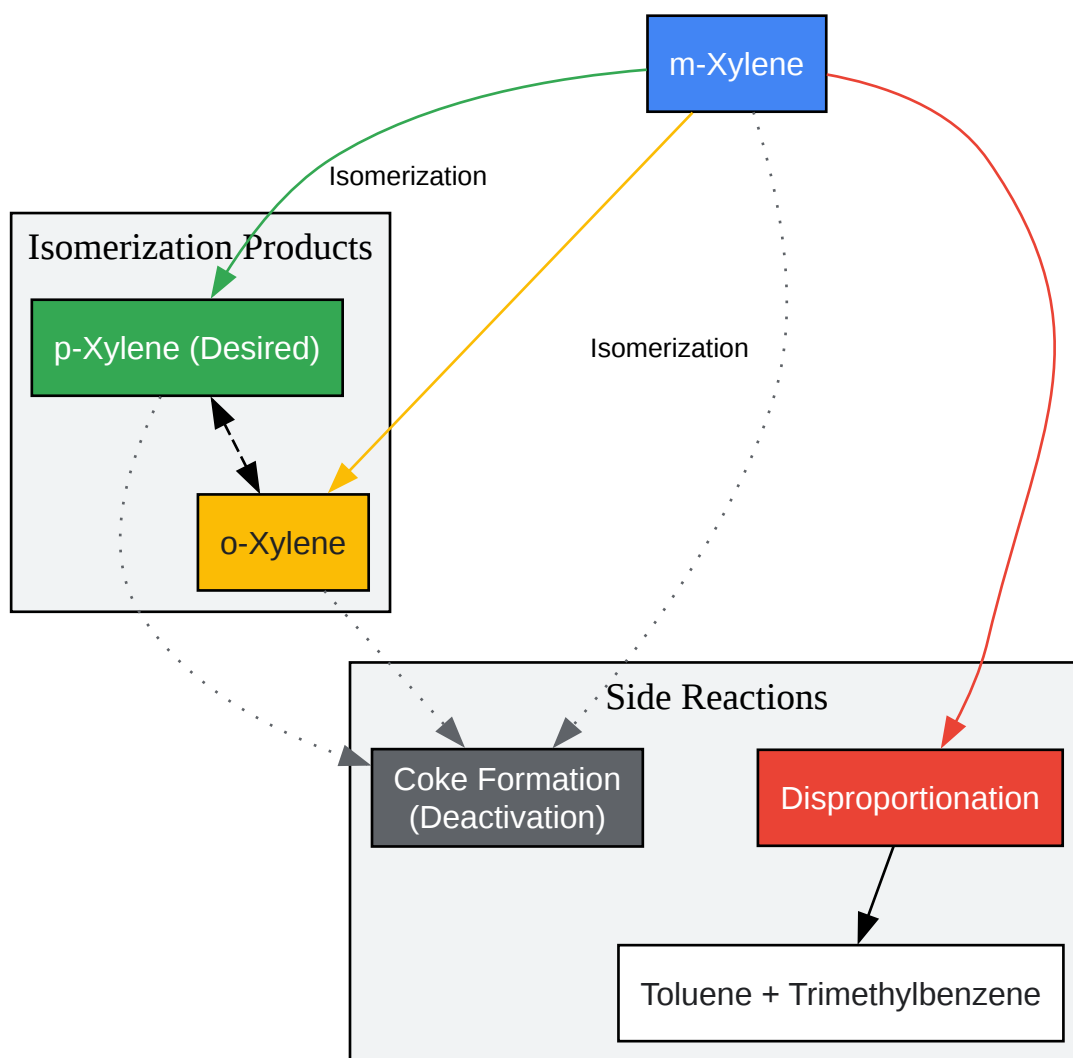 m-Xylene
Isomerization
Isomerization Products
p-Xylene (Desired)
Isomerization
o-Xylene
Side Reactions
Coke Formation
(Deactivation)
Disproportionation
Toluene + Trimethylbenzene